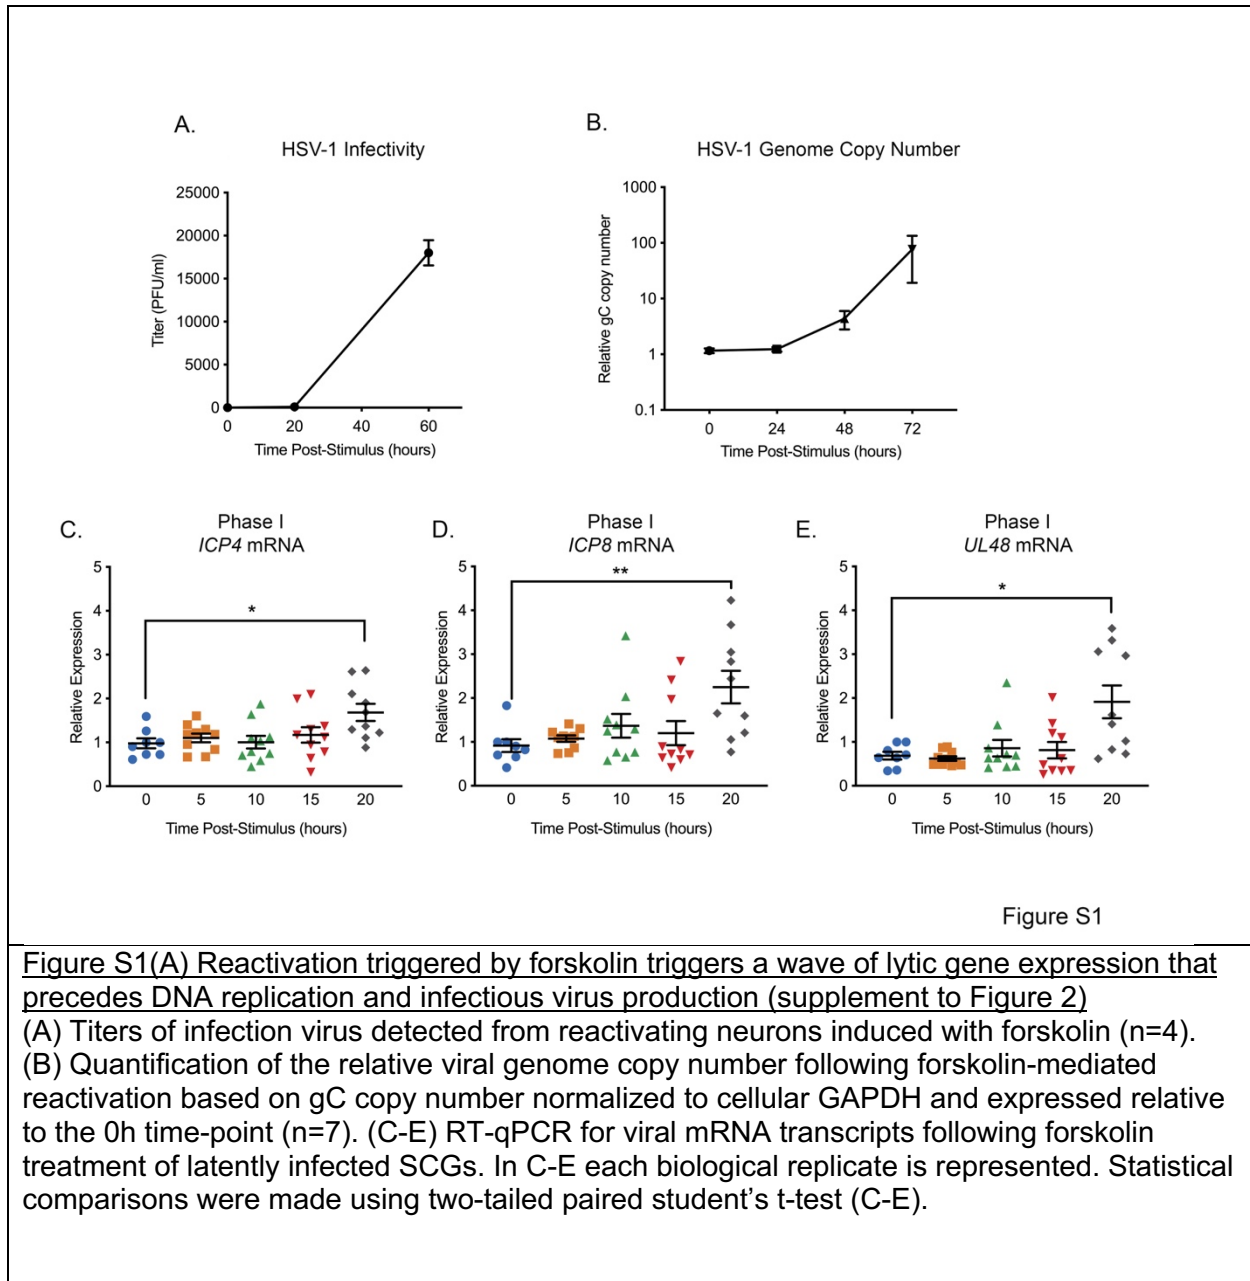 A.
HSV-1 Infectivity
25000
20000
15000
10000
5000
0
Titer (PFU/ml)
0 20 40 60
Time Post-Stimulus (hours)
B.
HSV-1 Genome Copy Number
1000
100
10
1
0.1
Relative gC copy number
0 24 48 72
Time Post-Stimulus (hours)
C.
Phase I
ICP4 mRNA
5
4
3
2
1
0
Relative Expression
*
0 5 10 15 20
Time Post-Stimulus (hours)
D.
Phase I
ICP8 mRNA
5
4
3
2
1
0
Relative Expression
**
0 5 10 15 20
Time Post-Stimulus (hours)
E.
Phase I
UL48 mRNA
5
4
3
2
1
0
Relative Expression
*
0 5 10 15 20
Time Post-Stimulus (hours)
Figure S1
Figure S1(A) Reactivation triggered by forskolin triggers a wave of lytic gene expression that
precedes DNA replication and infectious virus production (supplement to Figure 2)
(A) Titers of infection virus detected from reactivating neurons induced with forskolin (n=4).
(B) Quantification of the relative viral genome copy number following forskolin-mediated
reactivation based on gC copy number normalized to cellular GAPDH and expressed relative
to the 0h time-point (n=7). (C-E) RT-qPCR for viral mRNA transcripts following forskolin
treatment of latently infected SCGs. In C-E each biological replicate is represented. Statistical
comparisons were made using two-tailed paired student’s t-test (C-E).